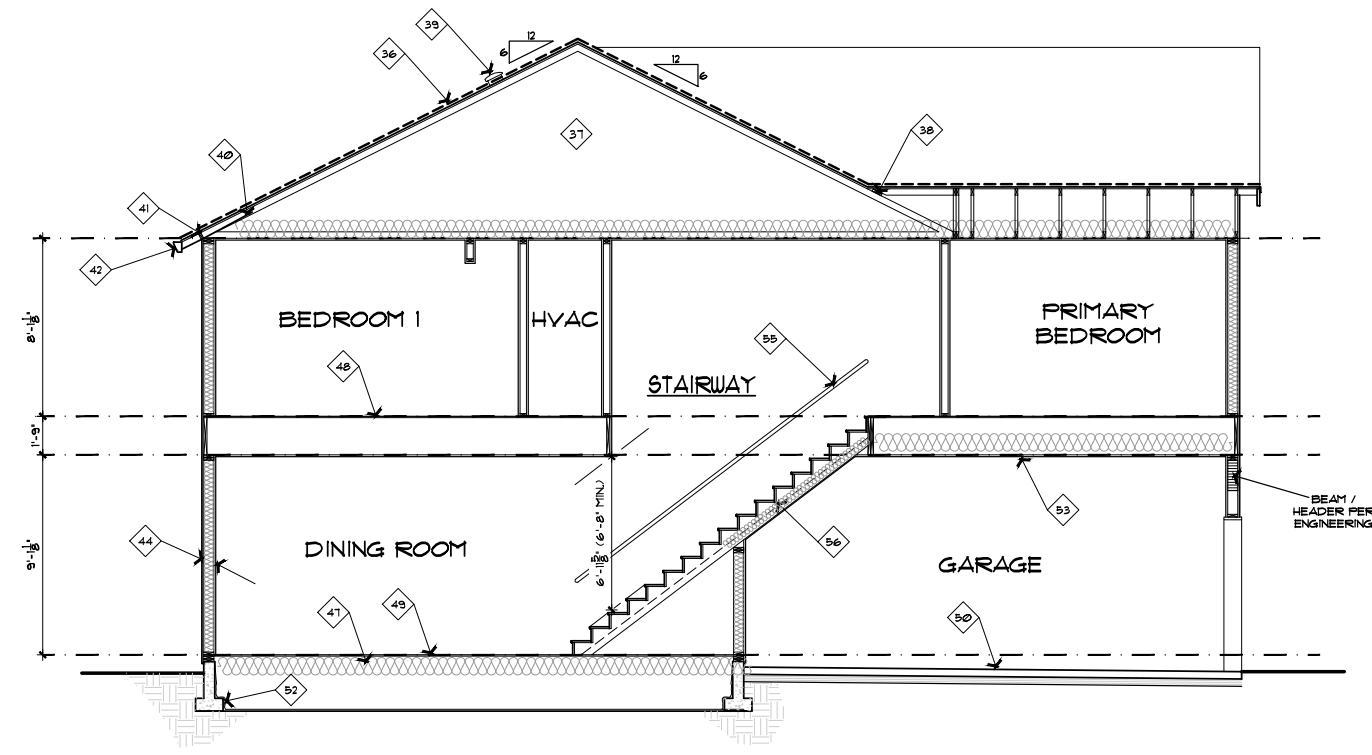 39
12
6
36
12
6
37
38
40
41
42
8'-1 1/8"
BEDROOM 1
HVAC
PRIMARY
BEDROOM
55
48
STAIRWAY
1'-9"
9'-1 1/8"
44
DINING ROOM
6'-11 5/8" (6'-8" MIN.)
56
53
BEAM /
HEADER PER
ENGINEERING
GARAGE
47
49
50
52